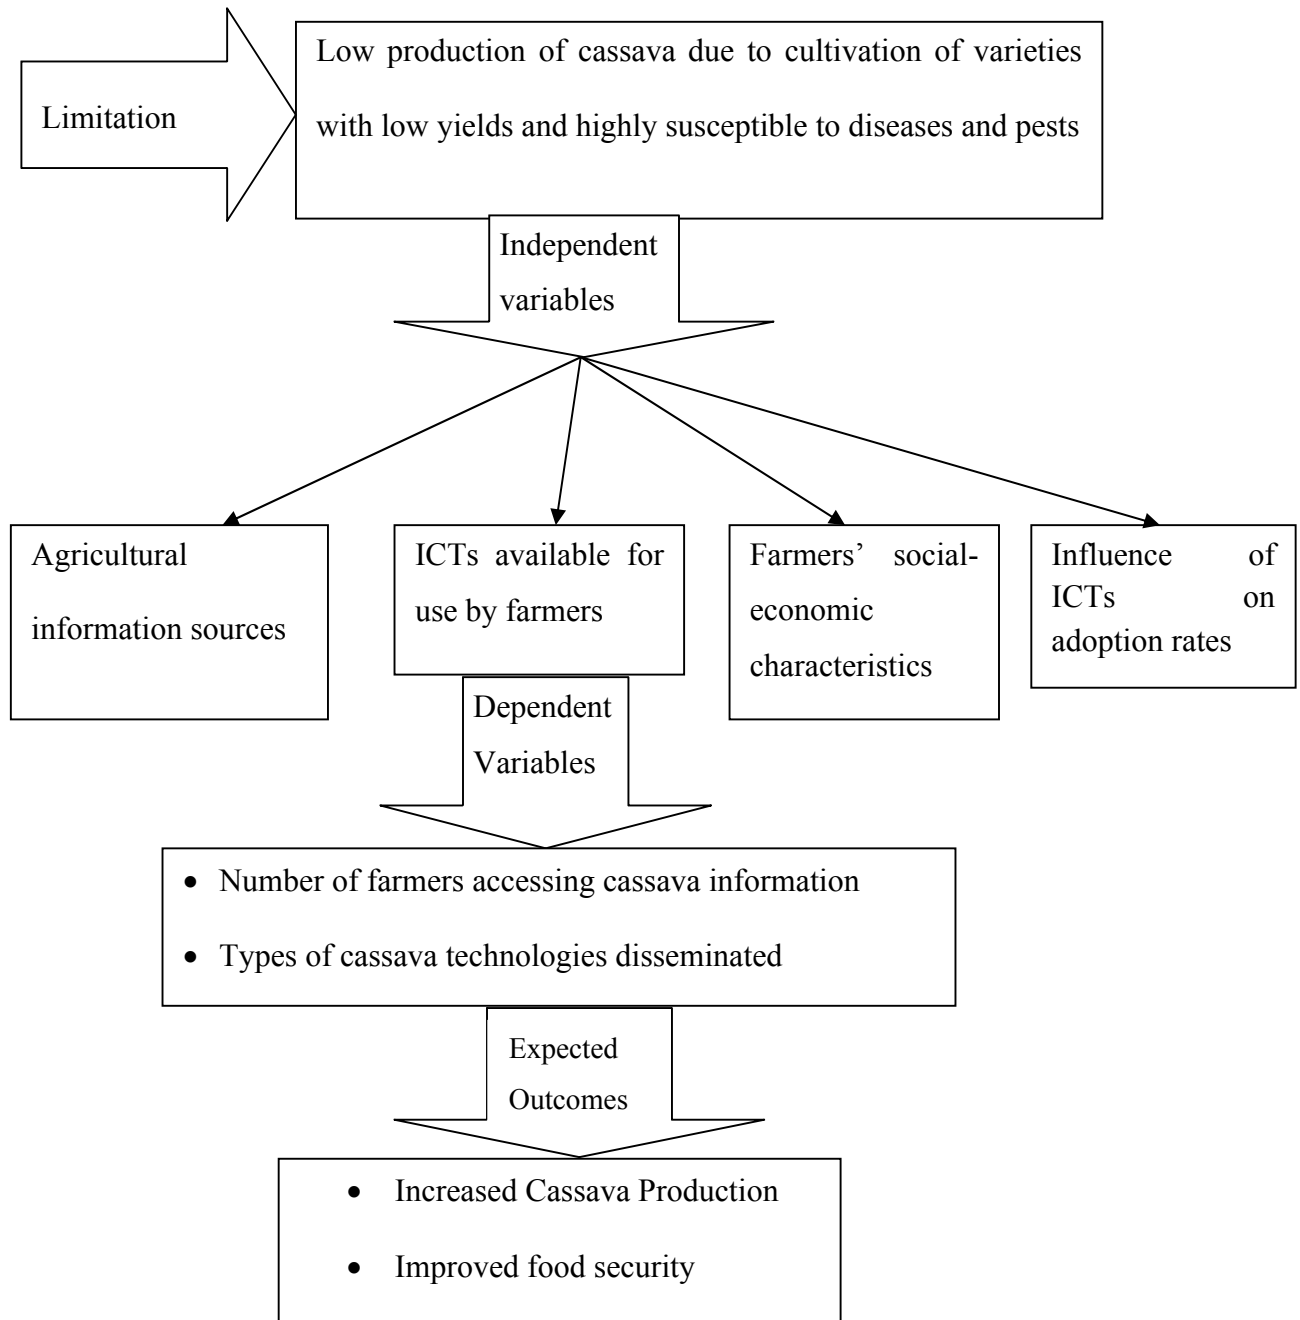 Low production of cassava due to cultivation of varieties
Limitation
with low yields and highly susceptible to diseases and pests
Independent
variables
Agricultural
information sources
ICTs available for
use by farmers
Farmers’ social-
economic
characteristics
Influence of
ICTs on
adoption rates
Dependent
Variables
• Number of farmers accessing cassava information
• Types of cassava technologies disseminated
Expected
Outcomes
• Increased Cassava Production
• Improved food security